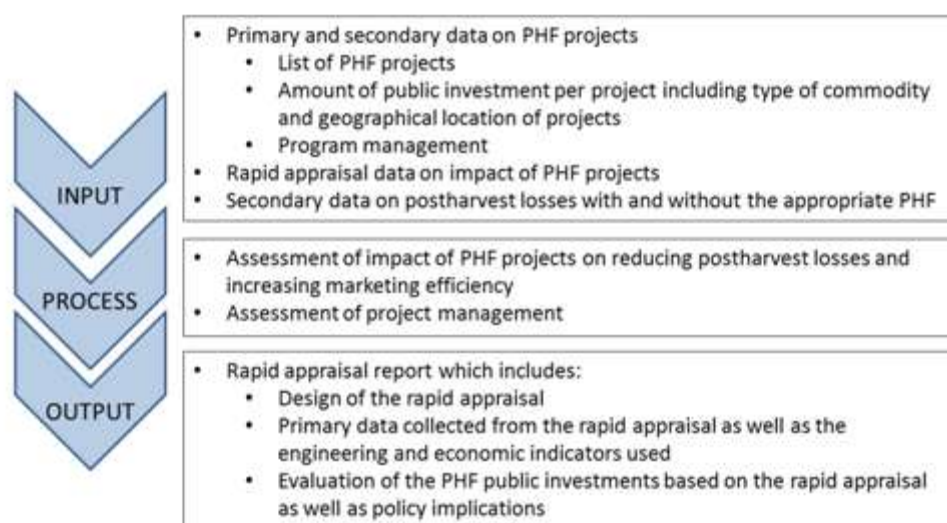 INPUT
• Primary and secondary data on PHF projects
• List of PHF projects
• Amount of public investment per project including type of commodity
and geographical location of projects
• Program management
• Rapid appraisal data on impact of PHF projects
• Secondary data on postharvest losses with and without the appropriate PHF
PROCESS
• Assessment of impact of PHF projects on reducing postharvest losses and
increasing marketing efficiency
• Assessment of project management
OUTPUT
• Rapid appraisal report which includes:
• Design of the rapid appraisal
• Primary data collected from the rapid appraisal as well as the
engineering and economic indicators used
• Evaluation of the PHF public investments based on the rapid appraisal
as well as policy implications